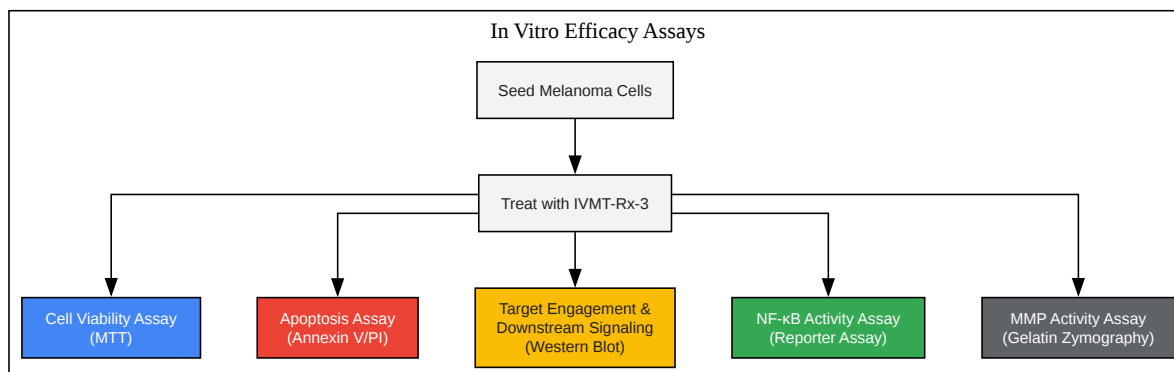 In Vitro Efficacy Assays
Seed Melanoma Cells
Treat with IVMT-Rx-3
Cell Viability Assay
(MTT)
Apoptosis Assay
(Annexin V/PI)
Target Engagement &
Downstream Signaling
(Western Blot)
NF-κB Activity Assay
(Reporter Assay)
MMP Activity Assay
(Gelatin Zymography)